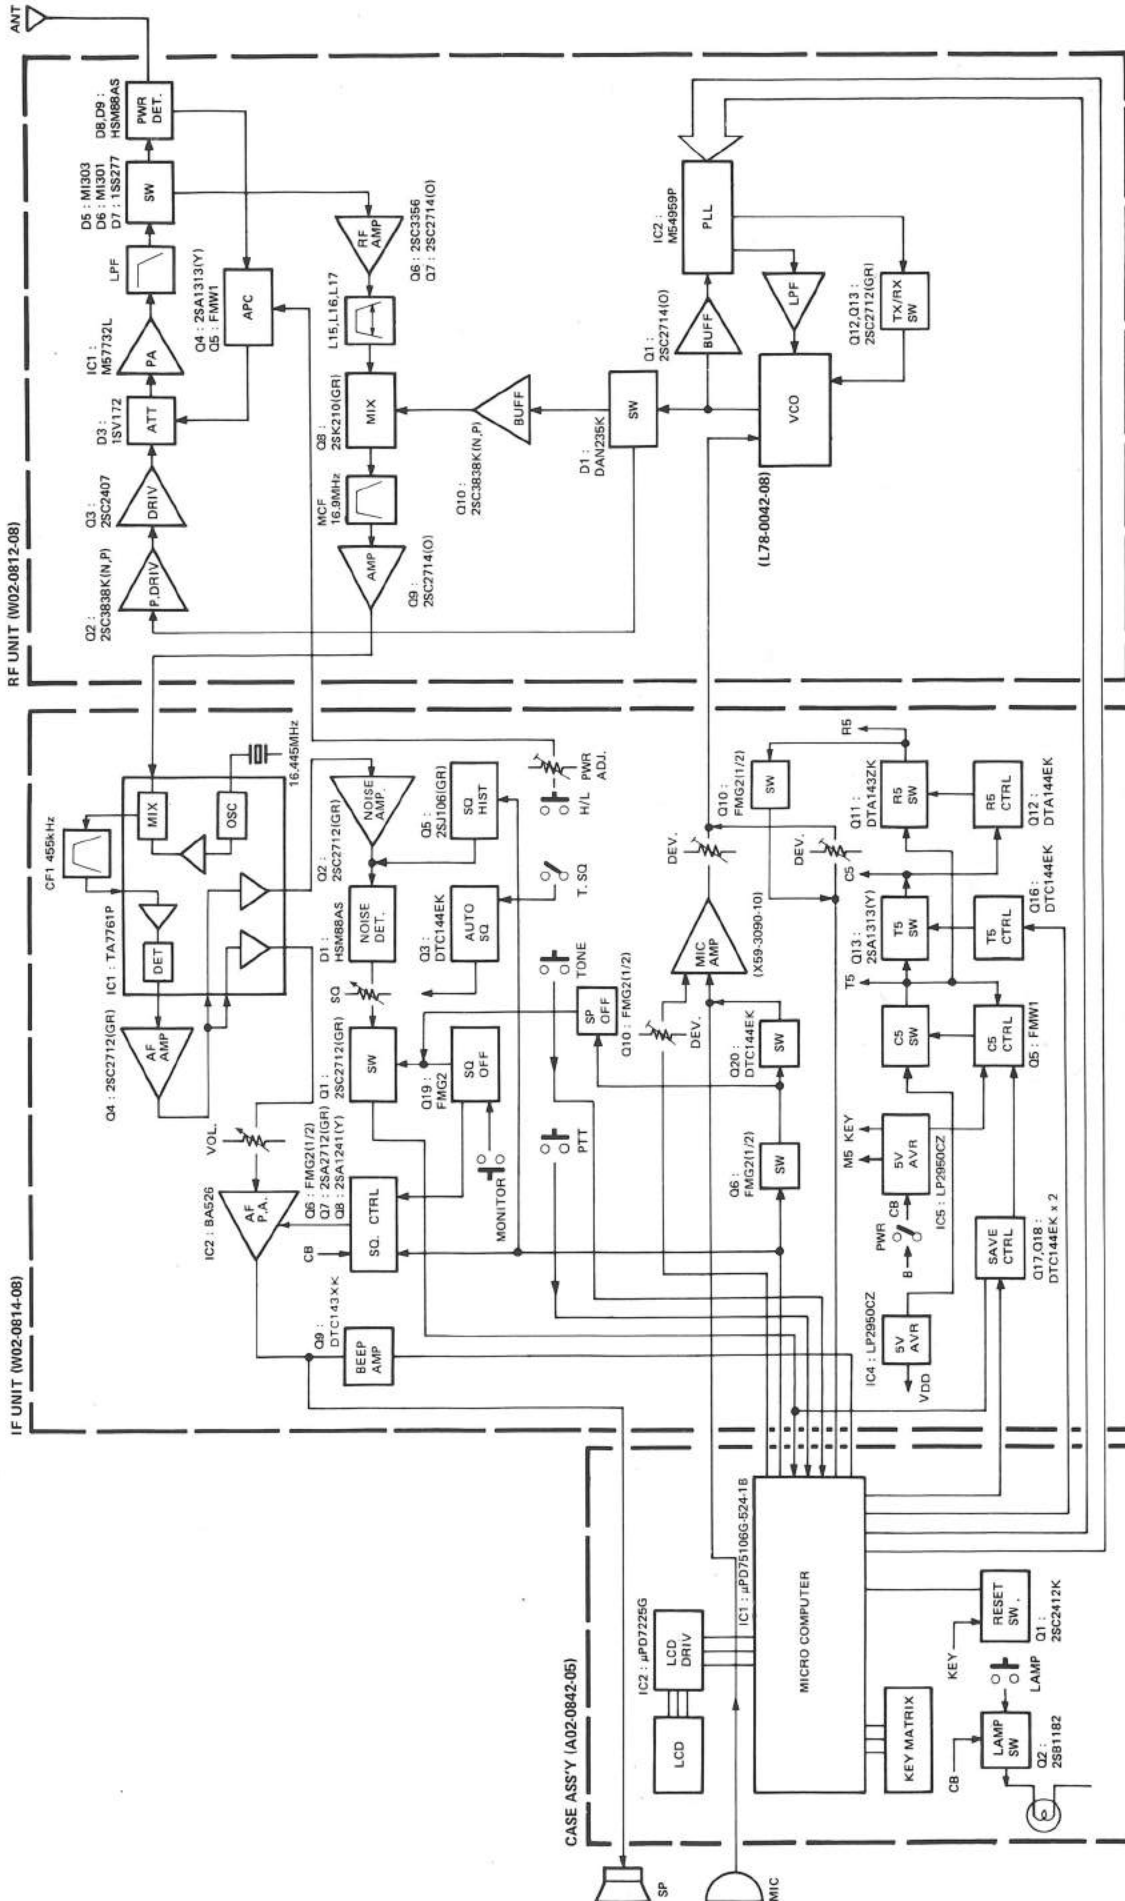 IF UNIT (W02-0814-08)
RF UNIT (W02-0812-08)
ANT
CF1 455kHz
IC1 : TA7761P
MIX
OSC
DET
16.445MHz
Q4 : 2SC2712(GR)
AF
AMP
VOL.
IC2 : BA526
AF
P.A.
Q2 :
2SC2712(GR)
NOISE
AMP.
D1 :
HSM88AS
NOISE
DET.
SQ
Q1 :
2SC2712(GR)
SW
Q6 : FMG2(1/2)
Q7 : 2SA2712(GR)
Q8 : 2SA1241(Y)
SQ. CTRL
CB
Q9 :
DTC143XK
BEEP
AMP
Q5 :
2SJ106(GR)
SQ
HIST
Q3 :
DTC144EK
AUTO
SQ
Q19 :
FMG2
SQ
OFF
MONITOR
PWR
ADJ.
H/L
T. SQ
TONE
PTT
SP
OFF
Q10 : FMG2(1/2)
DEV.
MIC
AMP
(X59-3090-10)
DEV.
Q20 :
DTC144EK
SW
Q6 :
FMG2(1/2)
SW
Q10 :
FMG2(1/2)
SW
DEV.
R5
Q11 :
DTA143ZK
R5
SW
R5
CTRL
Q12 :
DTA144EK
C5
Q13 :
2SA1313(Y)
T5
SW
T5
CTRL
Q16 :
DTC144EK
T5
C5
SW
C5
CTRL
Q5 : FMW1
M5
KEY
5V
AVR
IC5 : LP2950CZ
CB
PWR
B
SAVE
CTRL
Q17,Q18 :
DTC144EK x 2
IC4 : LP2950CZ
5V
AVR
VDD
Q2 :
2SC3838K(N,P)
P.DRIV
Q3 :
2SC2407
DRIV
D3 :
1SV172
ATT
IC1 :
M57732L
PA
LPF
D5 : MI303
D6 : MI301
D7 : 1SS277
SW
D8,D9 :
HSM88AS
PWR
DET.
Q4 : 2SA1313(Y)
Q5 : FMW1
APC
RF
AMP
Q6 : 2SC3356
Q7 : 2SC2714(O)
L15,L16,L17
Q8 :
2SK210(GR)
MIX
MCF
16.9MHz
AMP
Q9 :
2SC2714(O)
BUFF
Q10 :
2SC3838K(N,P)
SW
D1 :
DAN235K
Q1 :
2SC2714(O)
BUFF
IC2 :
M54959P
PLL
LPF
VCO
(L78-0042-08)
TX/RX
SW
Q12,Q13 :
2SC2712(GR)
CASE ASS'Y (A02-0842-05)
SP
MIC
LCD
LCD
DRIV
IC2 : µPD7225G
IC1 : µPD75106G-524-1B
MICRO COMPUTER
KEY MATRIX
KEY
RESET
SW.
Q1 :
2SC2412K
LAMP
CB
LAMP
SW
Q2 :
2SB1182